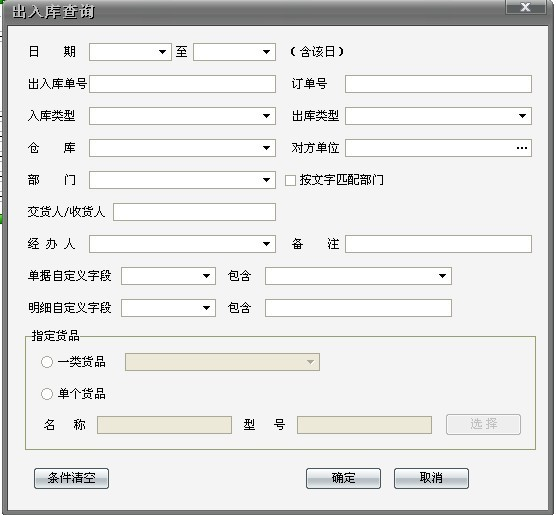 出入库查询
日 期 至 （含该日）
出入库单号 订单号
入库类型 出库类型
仓 库 对方单位 ...
部 门 按文字匹配部门
交货人/收货人
经 办 人 备 注
单据自定义字段 包含
明细自定义字段 包含
指定货品
一类货品
单个货品
名 称 型 号 选 择
条件清空 确定 取消